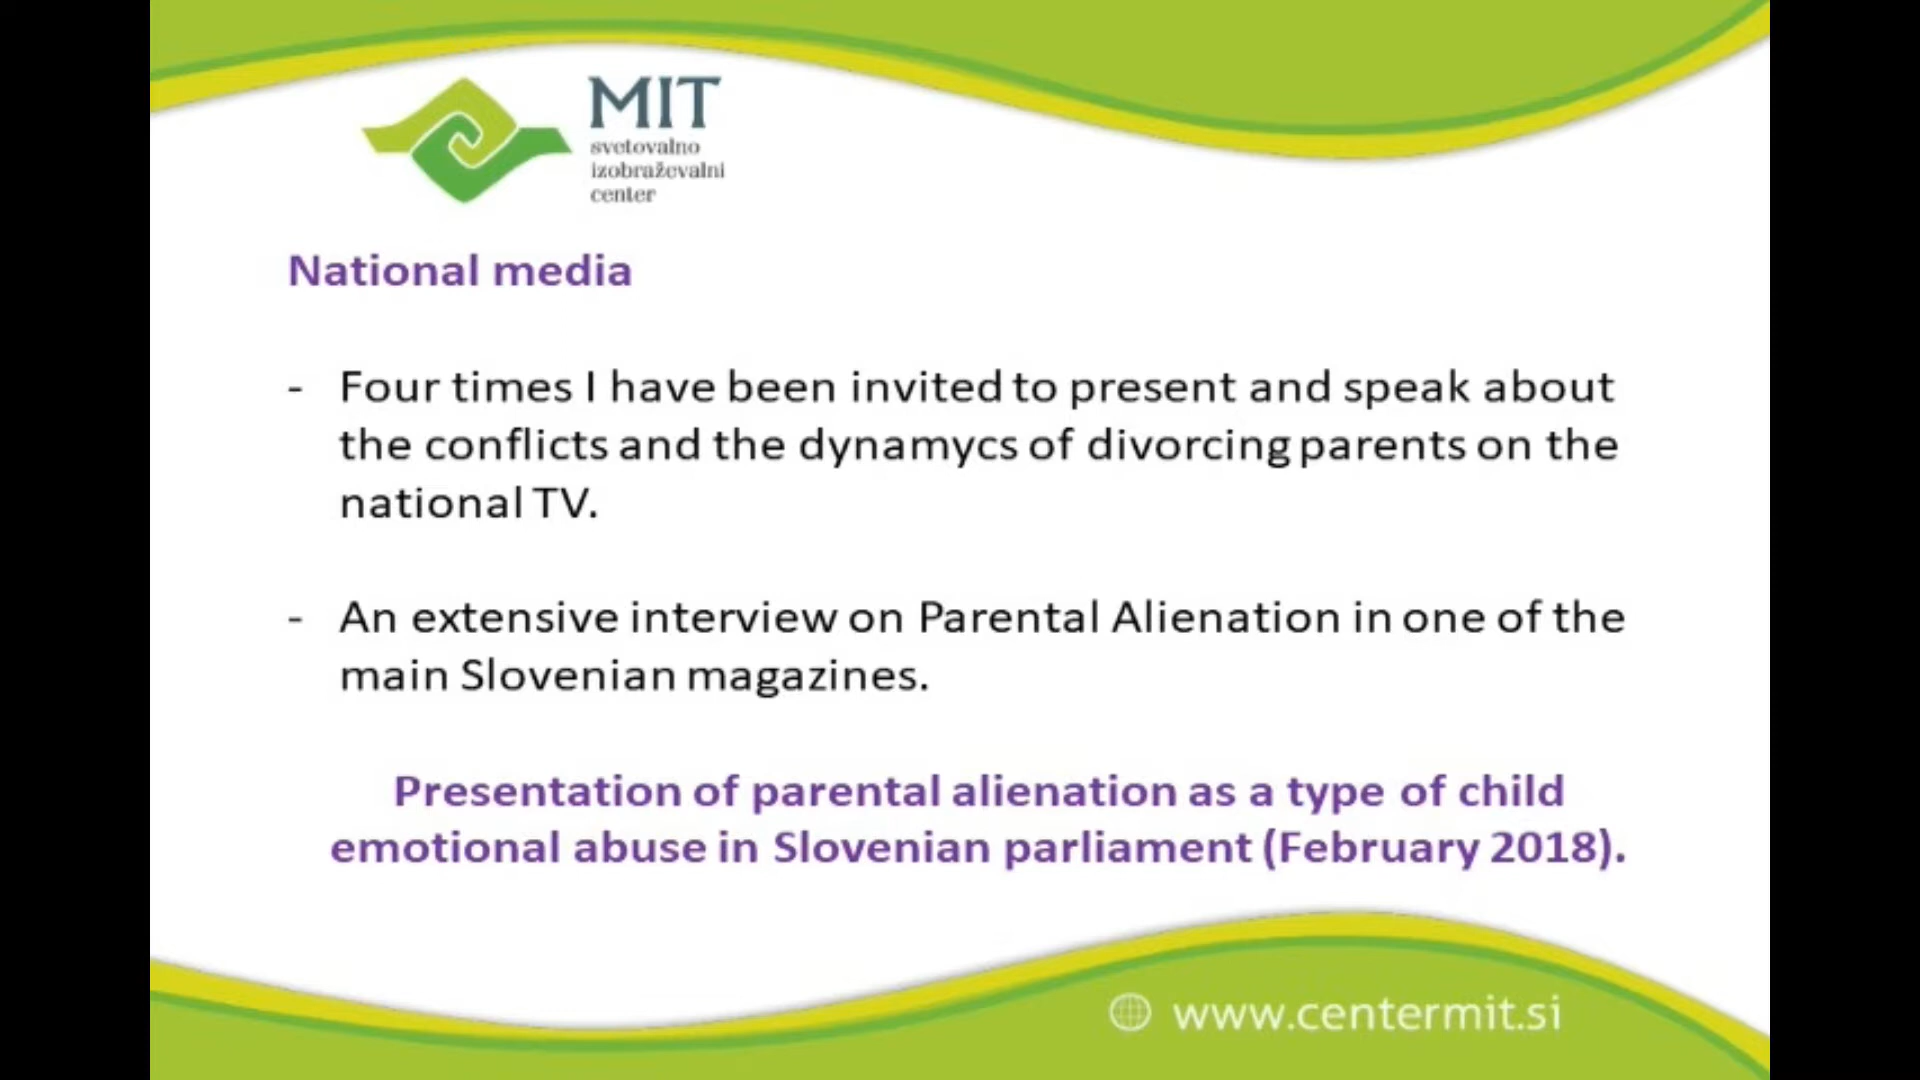 MIT
svetovalno
izobraževalni
center
National media
- Four times I have been invited to present and speak about
the conflicts and the dynamycs of divorcing parents on the
national TV.
- An extensive interview on Parental Alienation in one of the
main Slovenian magazines.
Presentation of parental alienation as a type of child
emotional abuse in Slovenian parliament (February 2018).
www.centermit.si